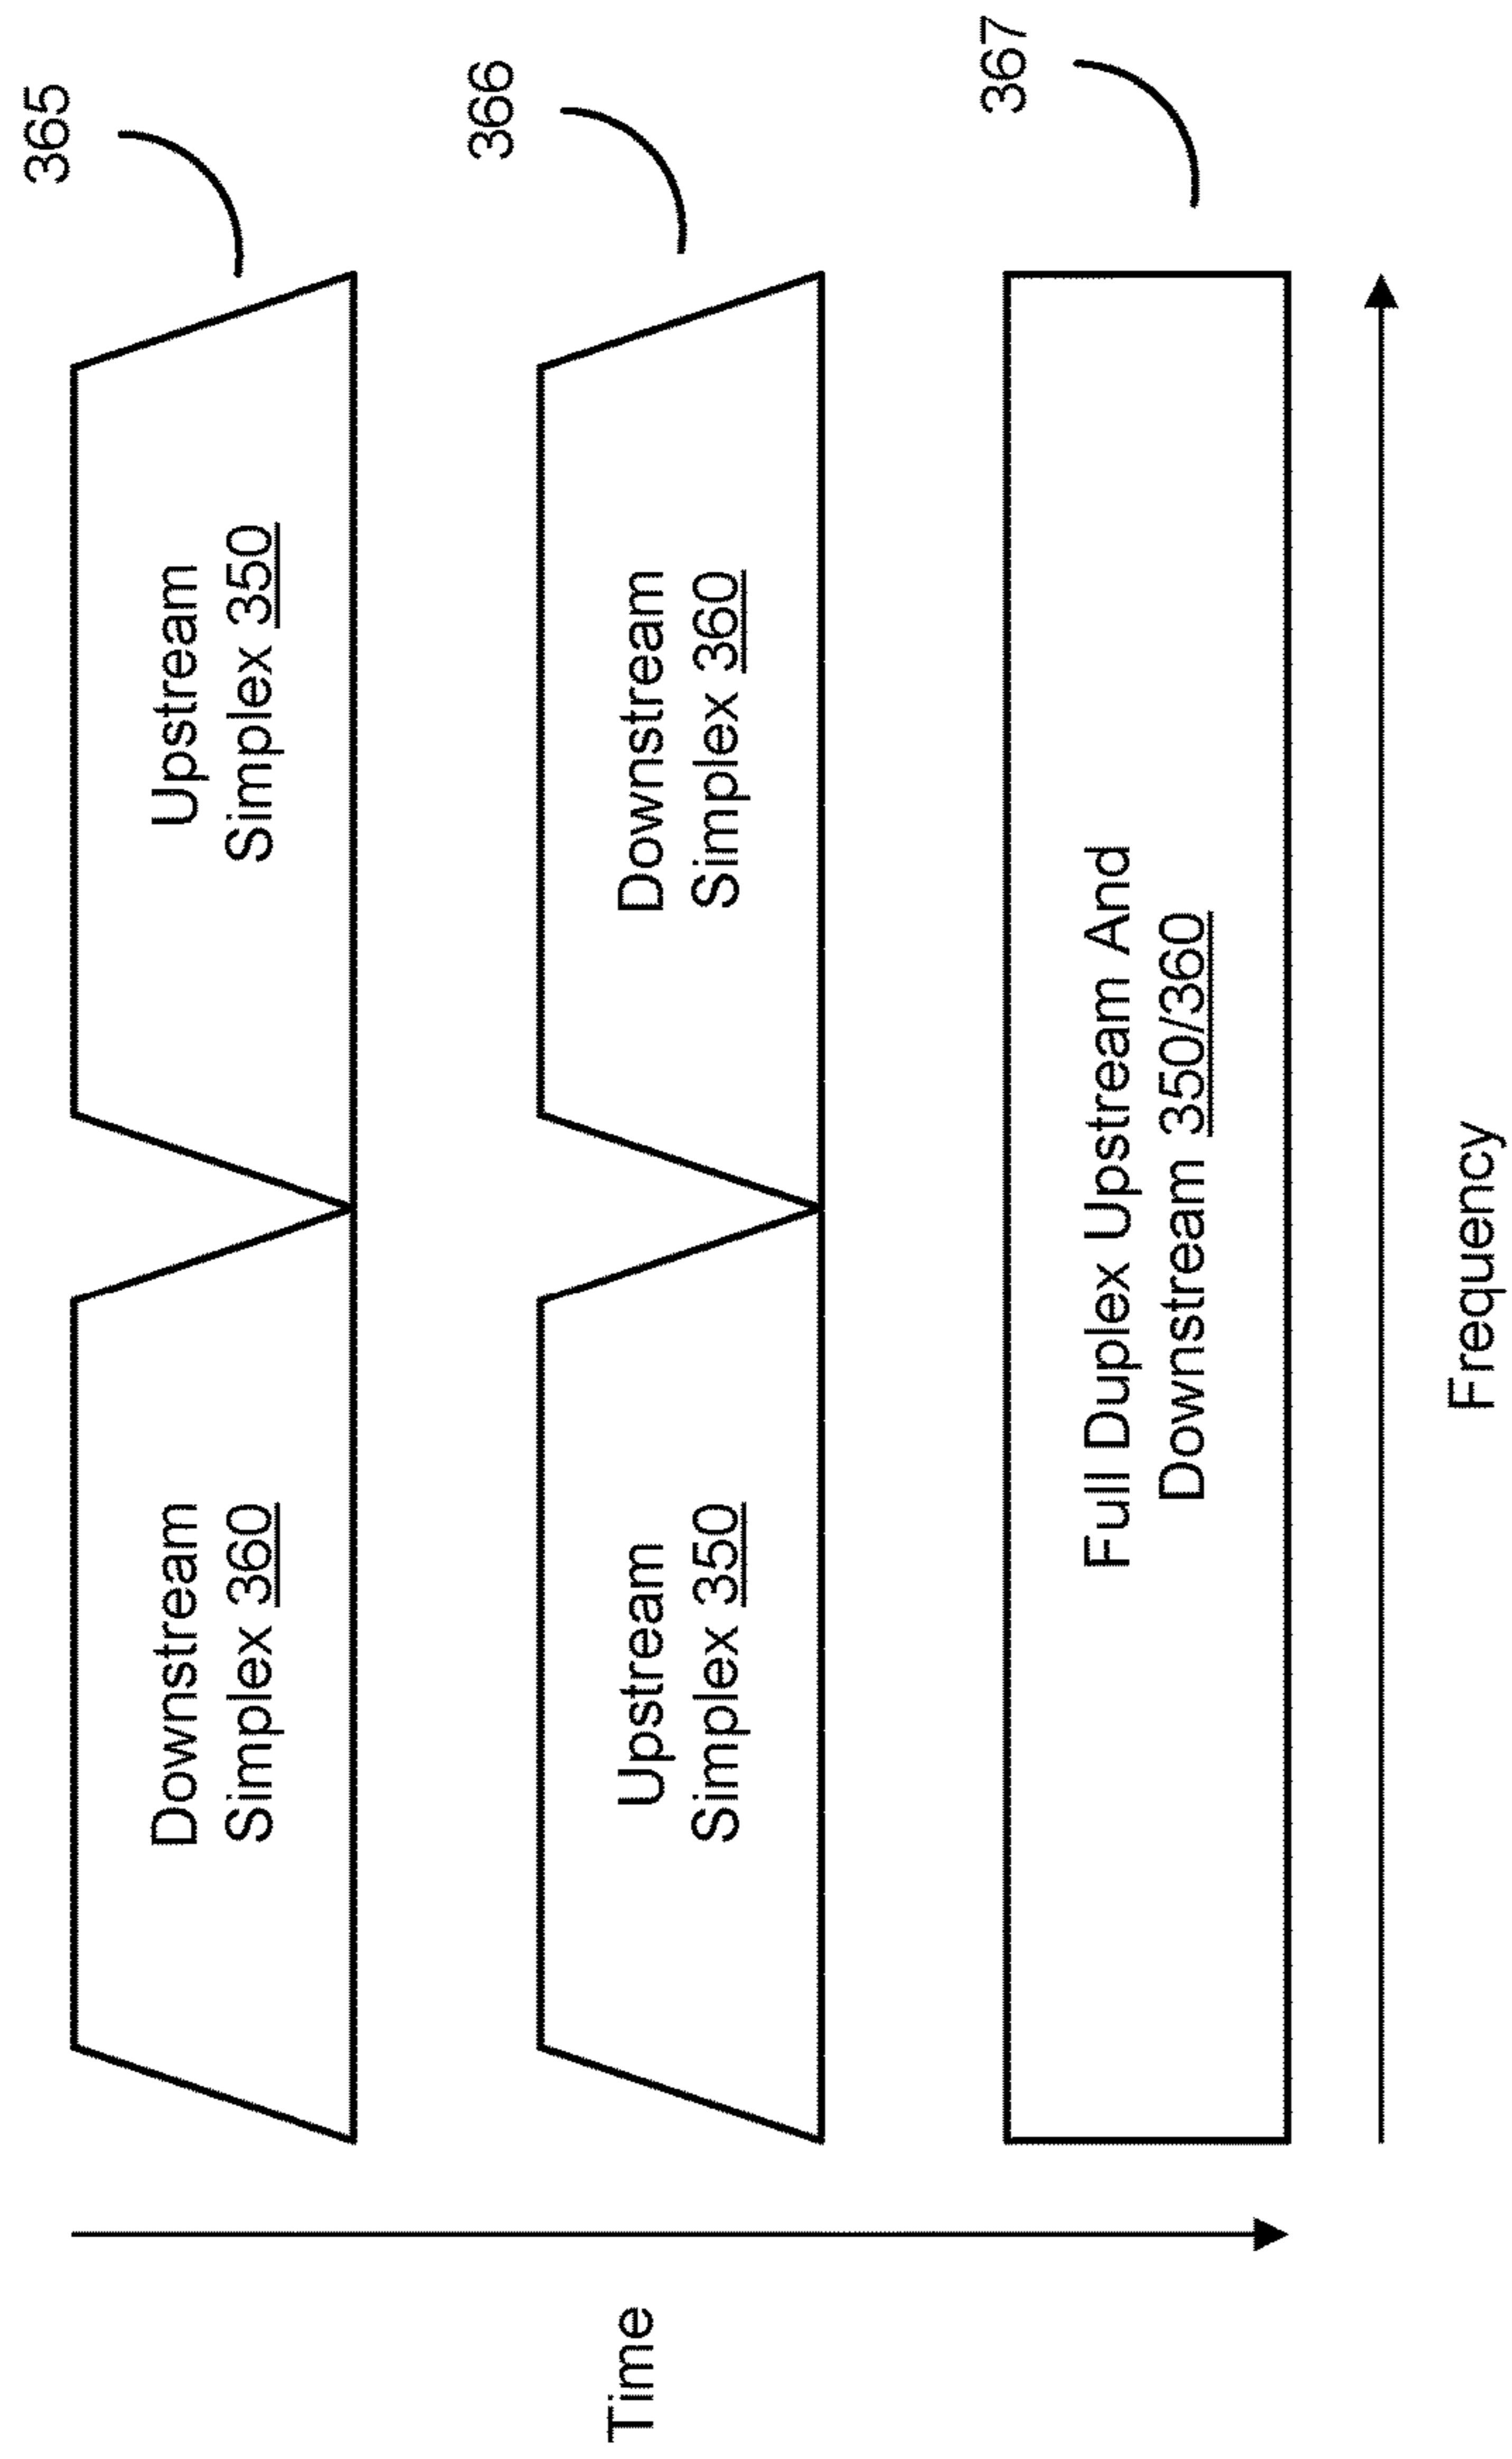 365
Downstream
Simplex 360
Upstream
Simplex 350
366
Upstream
Simplex 350
Downstream
Simplex 360
367
Full Duplex Upstream And
Downstream 350/360
Time
Frequency